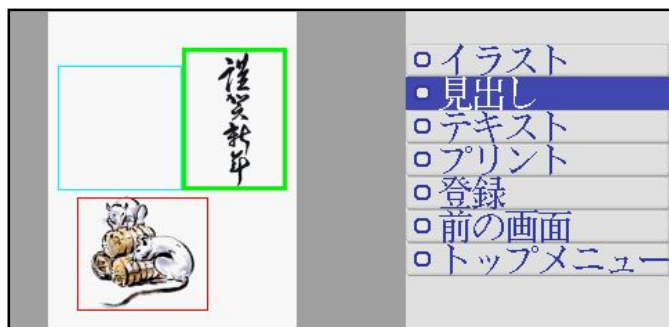 謹賀新年
イラスト
見出し
テキスト
プリント
登録
前の画面
トップメニュー